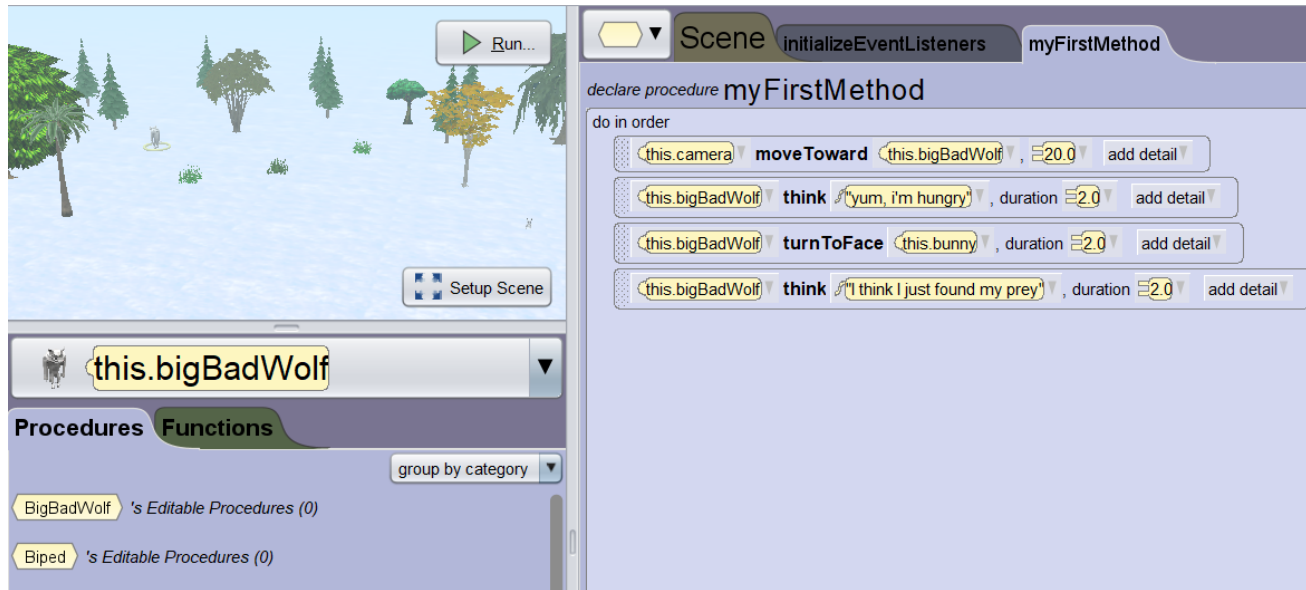 Run...
Setup Scene
this.bigBadWolf
Procedures Functions
group by category
BigBadWolf 's Editable Procedures (0)
Biped 's Editable Procedures (0)
Scene initializeEventListeners myFirstMethod
declare procedure myFirstMethod
do in order
this.camera moveToward this.bigBadWolf , 20.0 add detail
this.bigBadWolf think "yum, i'm hungry" , duration 2.0 add detail
this.bigBadWolf turnToFace this.bunny , duration 2.0 add detail
this.bigBadWolf think "I think I just found my prey" , duration 2.0 add detail